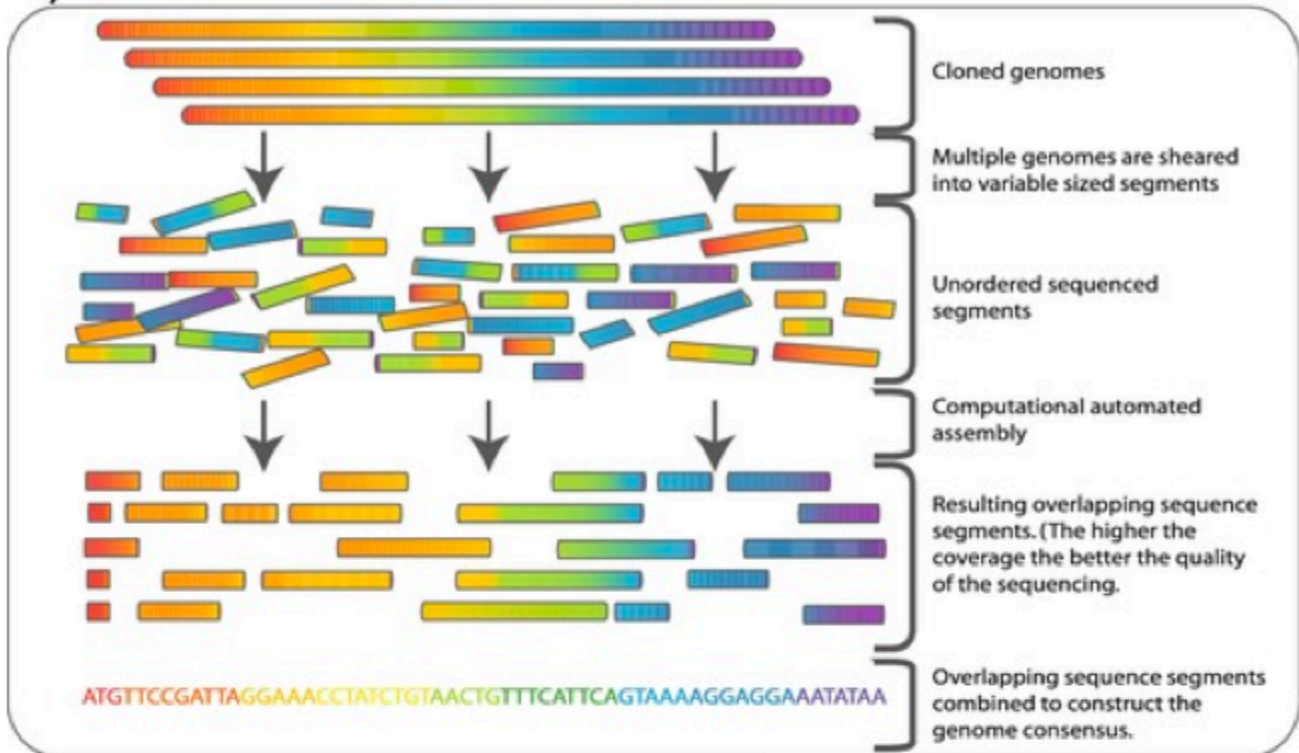 Cloned genomes
Multiple genomes are sheared
into variable sized segments
Unordered sequenced
segments
Computational automated
assembly
Resulting overlapping sequence
segments. (The higher the
coverage the better the quality
of the sequencing.
ATGTTCCGATTAGGAAACCTATCTGTAACTGTTTCATTCAGTAAAAGGAGGAAATATAA
Overlapping sequence segments
combined to construct the
genome consensus.